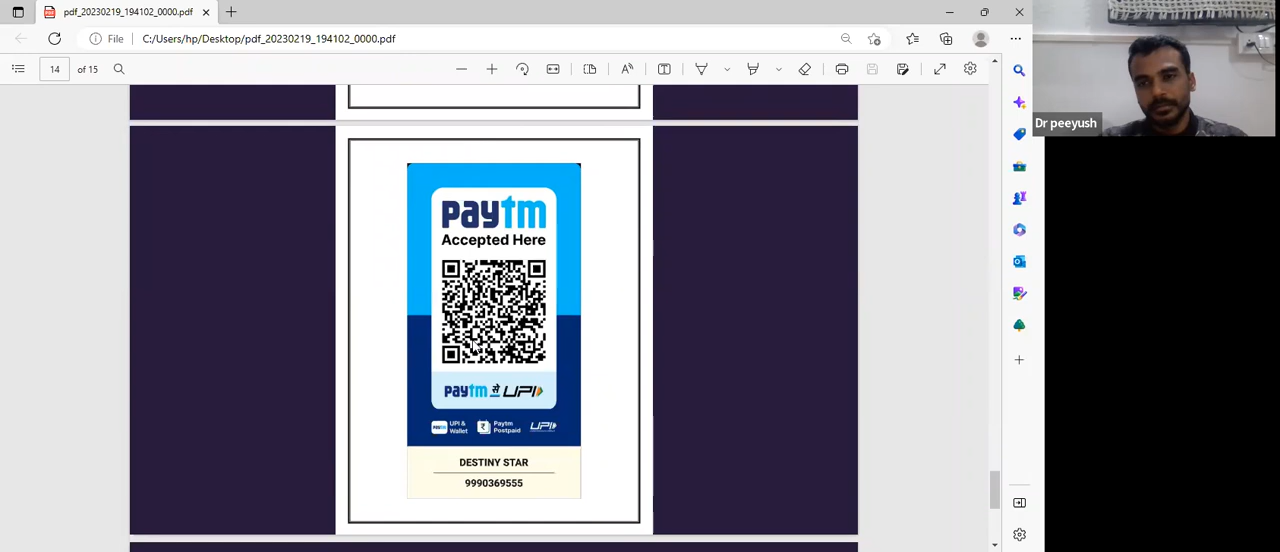 pdf_20230219_194102_0000.pdf
File
C:/Users/hp/Desktop/pdf_20230219_194102_0000.pdf
14
of 15
Dr peeyush
paytm
Accepted Here
paytm से UPI
paytm
UPI &
Wallet
Paytm
Postpaid
UPI
DESTINY STAR
9990369555